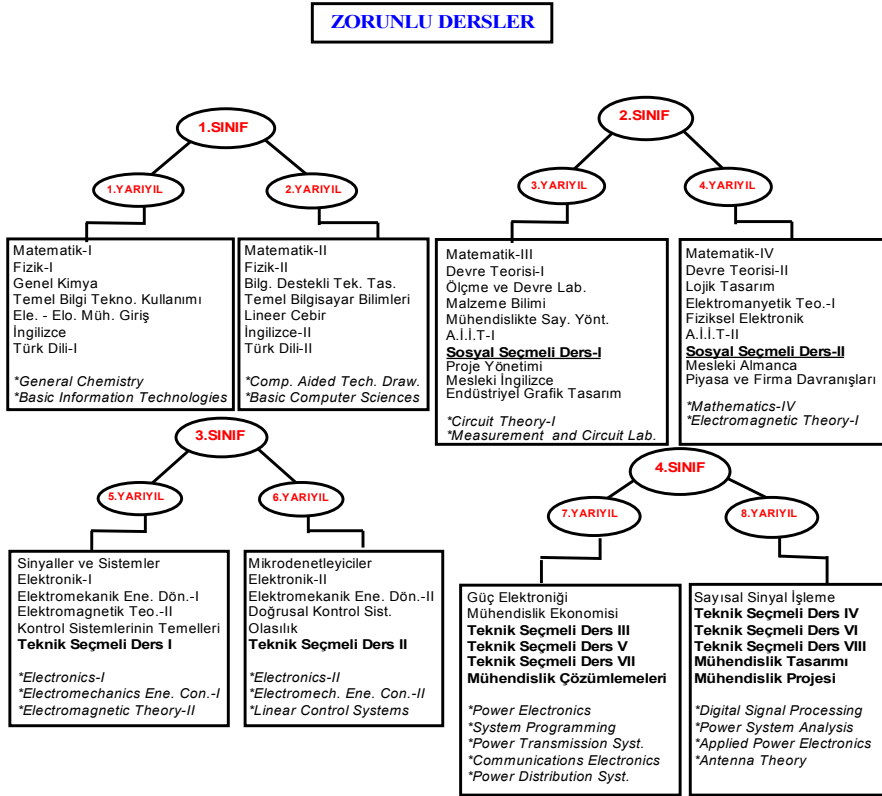 ZORUNLU DERSLER
1.SINIF
1.YARIYIL
Matematik-I
Fizik-I
Genel Kimya
Temel Bilgi Tekno. Kullanımı
Ele. - Elo. Müh. Giriş
İngilizce
Türk Dili-I
*General Chemistry
*Basic Information Technologies
2.YARIYIL
Matematik-II
Fizik-II
Bilg. Destekli Tek. Tas.
Temel Bilgisayar Bilimleri
Lineer Cebir
İngilizce-II
Türk Dili-II
*Comp. Aided Tech. Draw.
*Basic Computer Sciences
2.SINIF
3.YARIYIL
Matematik-III
Devre Teorisi-I
Ölçme ve Devre Lab.
Malzeme Bilimi
Mühendislikte Say. Yönt.
A.İ.İ.T-I
Sosyal Seçmeli Ders-I
Proje Yönetimi
Mesleki İngilizce
Endüstriyel Grafik Tasarım
*Circuit Theory-I
*Measurement and Circuit Lab.
4.YARIYIL
Matematik-IV
Devre Teorisi-II
Lojik Tasarım
Elektromanyetik Teo.-I
Fiziksel Elektronik
A.İ.İ.T-II
Sosyal Seçmeli Ders-II
Mesleki Almanca
Piyasa ve Firma Davranışları
*Mathematics-IV
*Electromagnetic Theory-I
3.SINIF
5.YARIYIL
Sinyaller ve Sistemler
Elektronik-I
Elektromekanik Ene. Dön.-I
Elektromagnetik Teo.-II
Kontrol Sistemlerinin Temelleri
Teknik Seçmeli Ders I
*Electronics-I
*Electromechanics Ene. Con.-I
*Electromagnetic Theory-II
6.YARIYIL
Mikrodenetleyiciler
Elektronik-II
Elektromekanik Ene. Dön.-II
Doğrusal Kontrol Sist.
Olasılık
Teknik Seçmeli Ders II
*Electronics-II
*Electromech. Ene. Con.-II
*Linear Control Systems
4.SINIF
7.YARIYIL
Güç Elektroniği
Mühendislik Ekonomisi
Teknik Seçmeli Ders III
Teknik Seçmeli Ders V
Teknik Seçmeli Ders VII
Mühendislik Çözümlemeleri
*Power Electronics
*System Programming
*Power Transmission Syst.
*Communications Electronics
*Power Distribution Syst.
8.YARIYIL
Sayısal Sinyal İşleme
Teknik Seçmeli Ders IV
Teknik Seçmeli Ders VI
Teknik Seçmeli Ders VIII
Mühendislik Tasarımı
Mühendislik Projesi
*Digital Signal Processing
*Power System Analysis
*Applied Power Electronics
*Antenna Theory